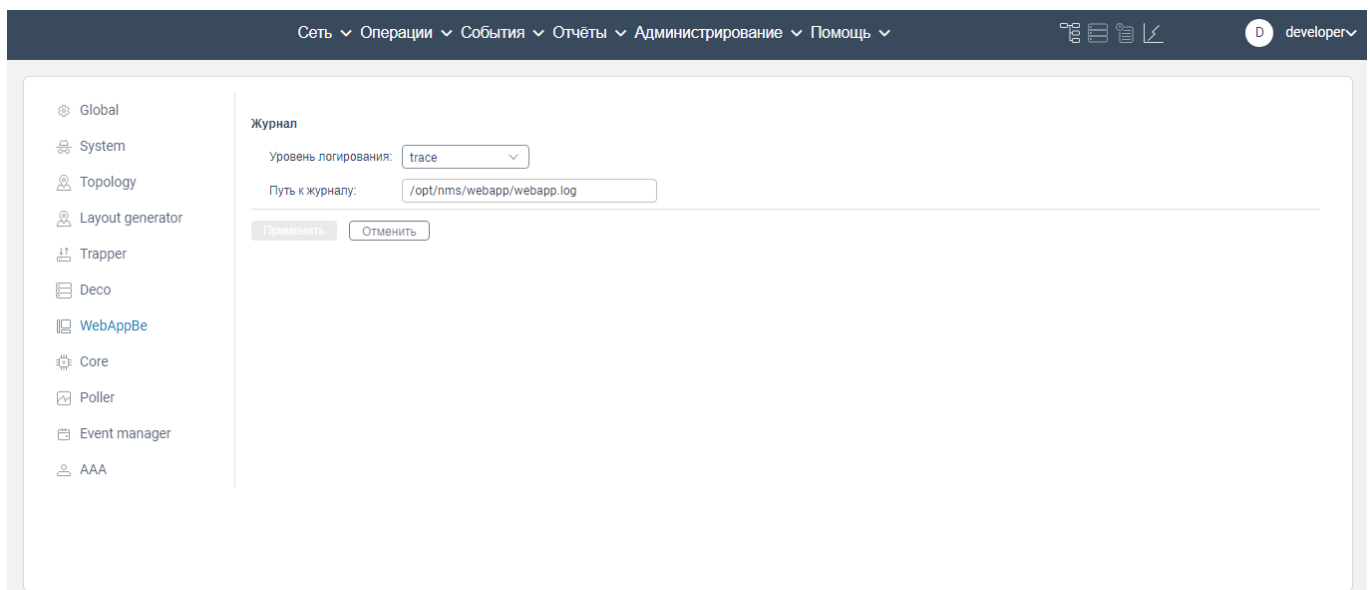 Сеть Операции События Отчёты Администрирование Помощь D developer
Global
System
Topology
Layout generator
Trapper
Deco
WebAppBe
Core
Poller
Event manager
AAA
Журнал
Уровень логирования: trace
Путь к журналу: /opt/nms/webapp/webapp.log
Применить Отменить